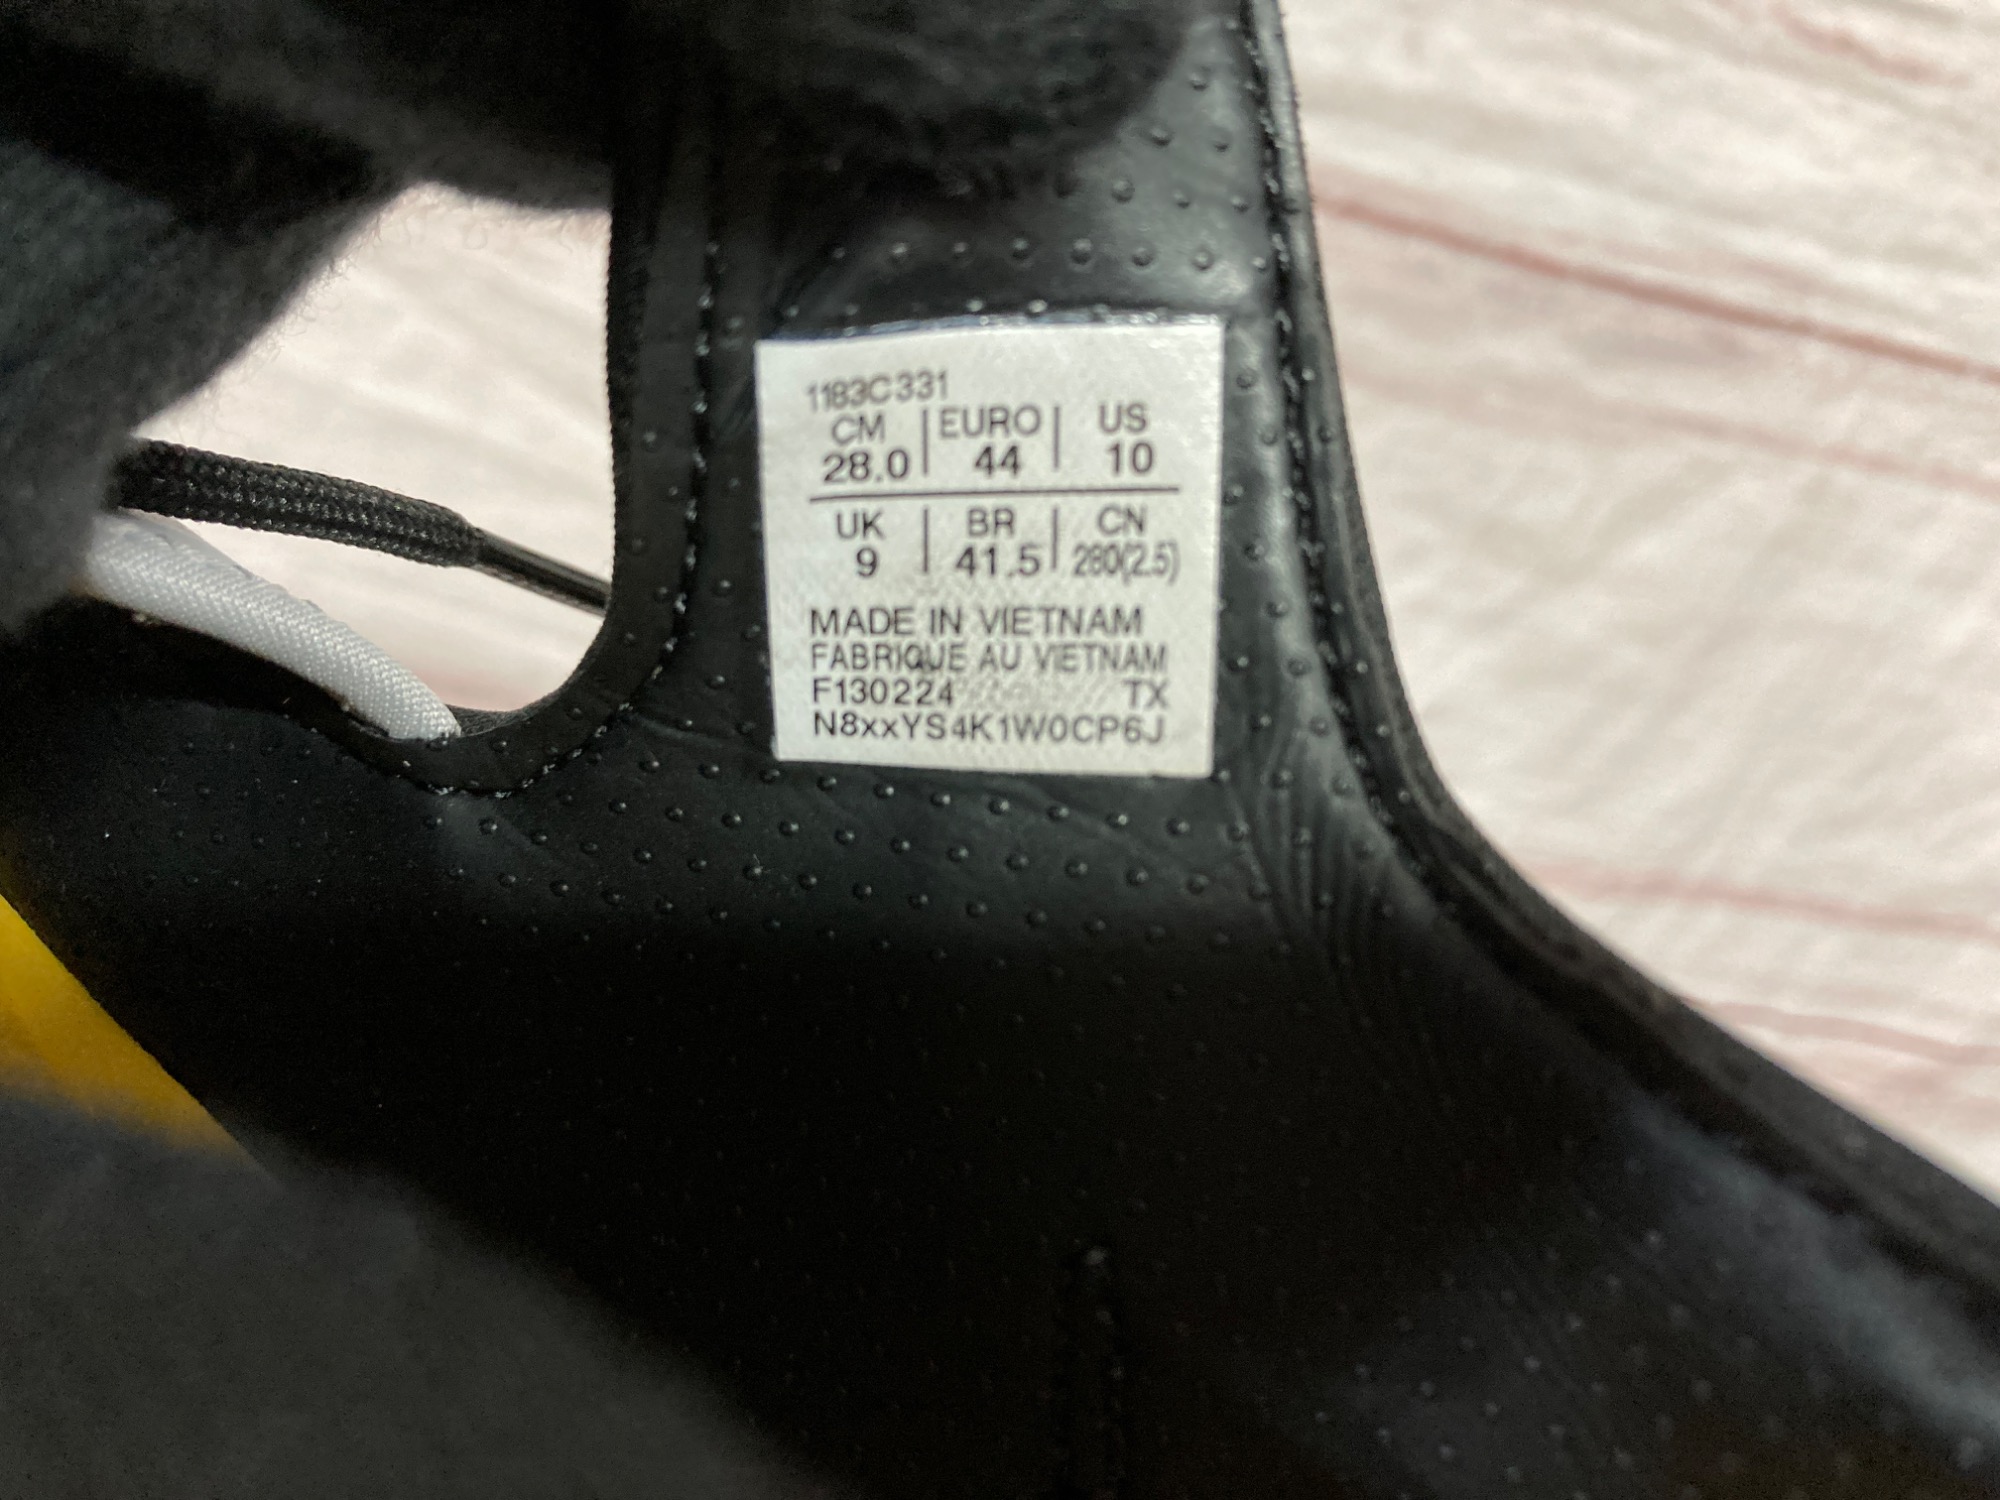 1183C331
CM EURO US
28.0 44 10
UK BR CN
9 41.5 280(2.5)
MADE IN VIETNAM
FABRIQUE AU VIETNAM
F130224 TX
N8xxYS4K1W0CP6J